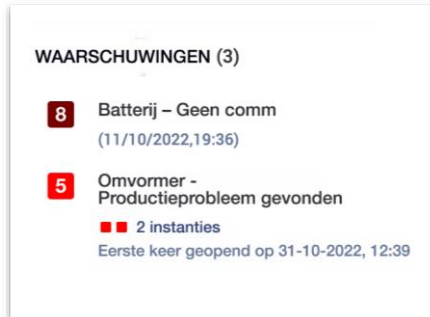 WAARSCHUWINGEN (3)
8 Batterij – Geen comm
(11/10/2022,19:36)
5 Omvormer -
Productieprobleem gevonden
2 instanties
Eerste keer geopend op 31-10-2022, 12:39